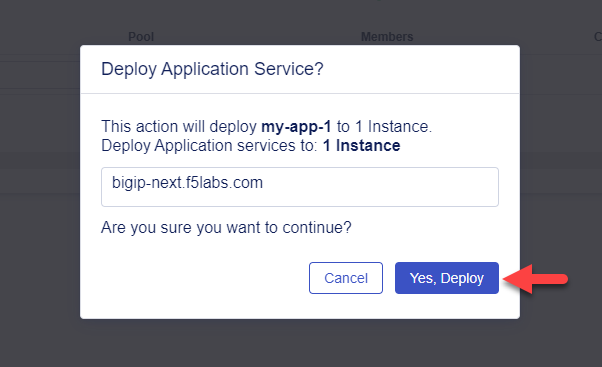 Pool Members C
Deploy Application Service?
This action will deploy my-app-1 to 1 Instance.
Deploy Application services to: 1 Instance
bigip-next.f5labs.com
Are you sure you want to continue?
Cancel Yes, Deploy